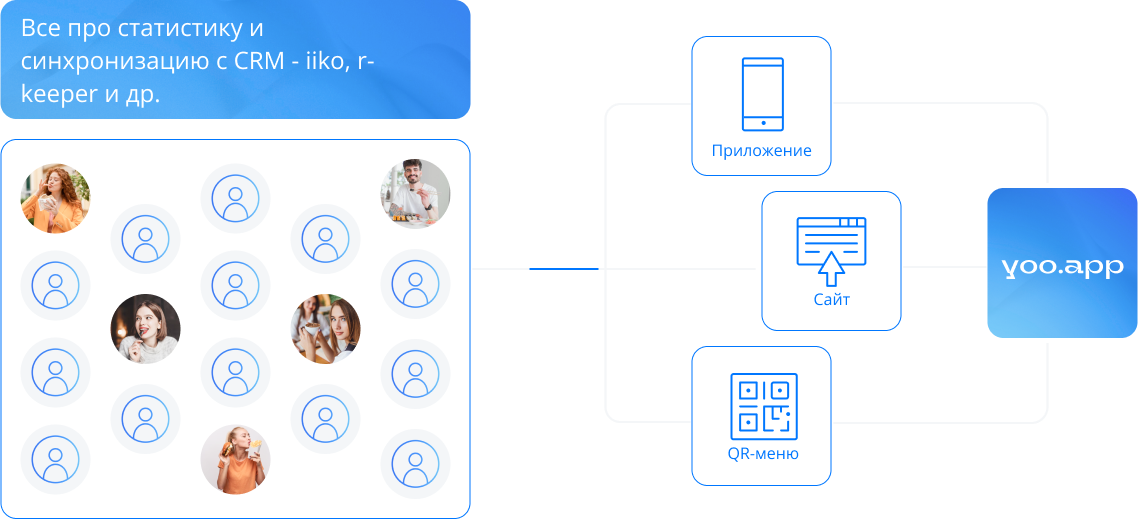 Все про статистику и
синхронизацию с CRM - iiko, r-
keeper и др.
Приложение
Сайт
QR-меню
yoo.app